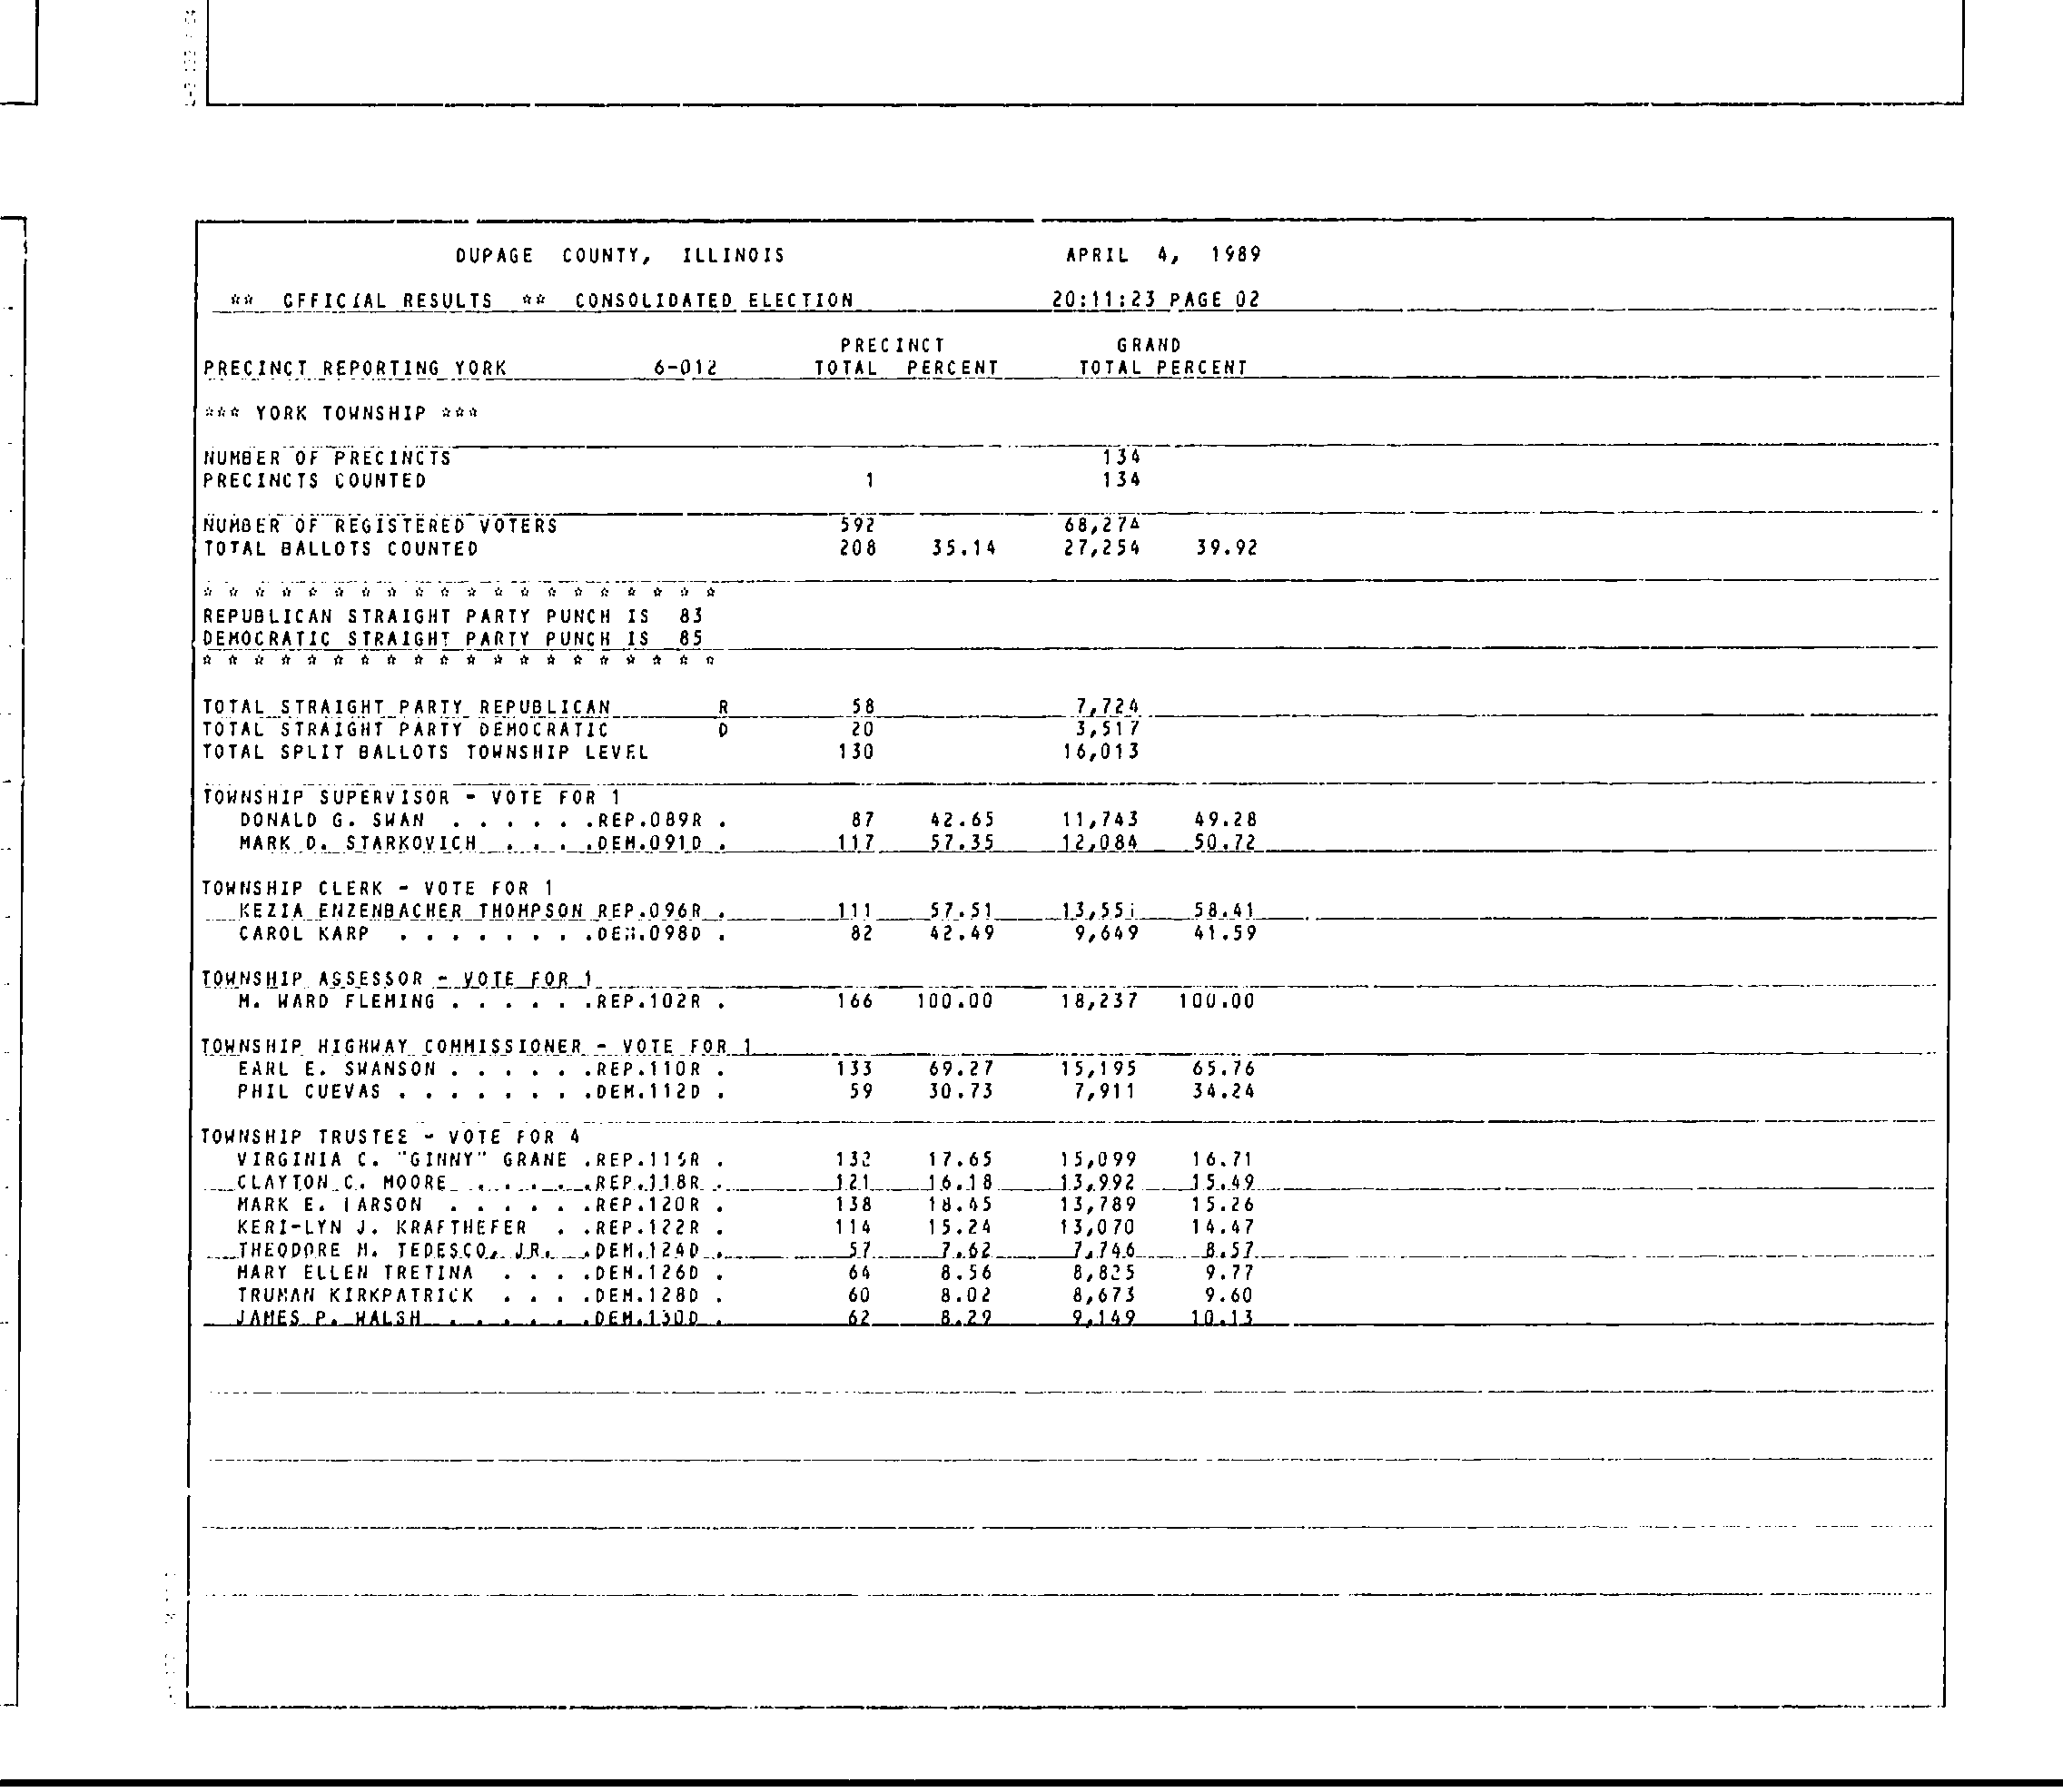 DUPAGE COUNTY, ILLINOIS APRIL 4, 1989
** OFFICIAL RESULTS ** CONSOLIDATED ELECTION 20:11:23 PAGE 02
PRECINCT GRAND
PRECINCT REPORTING YORK 6-012 TOTAL PERCENT TOTAL PERCENT
*** YORK TOWNSHIP ***
NUMBER OF PRECINCTS 134
PRECINCTS COUNTED 1 134
NUMBER OF REGISTERED VOTERS 592 68,274
TOTAL BALLOTS COUNTED 208 35.14 27,254 39.92
* * * * * * * * * * * * * * * * * * * *
REPUBLICAN STRAIGHT PARTY PUNCH IS 83
DEMOCRATIC STRAIGHT PARTY PUNCH IS 85
* * * * * * * * * * * * * * * * * * * *
TOTAL STRAIGHT PARTY REPUBLICAN R 58 7,724
TOTAL STRAIGHT PARTY DEMOCRATIC D 20 3,517
TOTAL SPLIT BALLOTS TOWNSHIP LEVEL 130 16,013
TOWNSHIP SUPERVISOR - VOTE FOR 1
DONALD G. SWAN . . . . . .REP.089R . 87 42.65 11,743 49.28
MARK D. STARKOVICH . . . .DEM.091D . 117 57.35 12,084 50.72
TOWNSHIP CLERK - VOTE FOR 1
KEZIA ENZENBACHER THOMPSON REP.096R . 111 57.51 13,551 58.41
CAROL KARP . . . . . . . .DEM.098D . 82 42.49 9,649 41.59
TOWNSHIP ASSESSOR - VOTE FOR 1
M. WARD FLEMING . . . . . .REP.102R . 166 100.00 18,237 100.00
TOWNSHIP HIGHWAY COMMISSIONER - VOTE FOR 1
EARL E. SWANSON . . . . . .REP.110R . 133 69.27 15,195 65.76
PHIL CUEVAS . . . . . . . .DEM.112D . 59 30.73 7,911 34.24
TOWNSHIP TRUSTEE - VOTE FOR 4
VIRGINIA C. "GINNY" GRANE .REP.116R . 132 17.65 15,099 16.71
CLAYTON C. MOORE . . . . .REP.118R . 121 16.18 13,992 15.49
MARK E. LARSON . . . . . .REP.120R . 138 18.45 13,789 15.26
KERI-LYN J. KRAFTHEFER . .REP.122R . 114 15.24 13,070 14.47
THEODORE M. TEDESCO, JR. .DEM.124D . 57 7.62 7,746 8.57
MARY ELLEN TRETINA . . . .DEM.126D . 64 8.56 8,825 9.77
TRUMAN KIRKPATRICK . . . .DEM.128D . 60 8.02 8,673 9.60
JAMES P. WALSH . . . . . .DEM.130D . 62 8.29 9,149 10.13